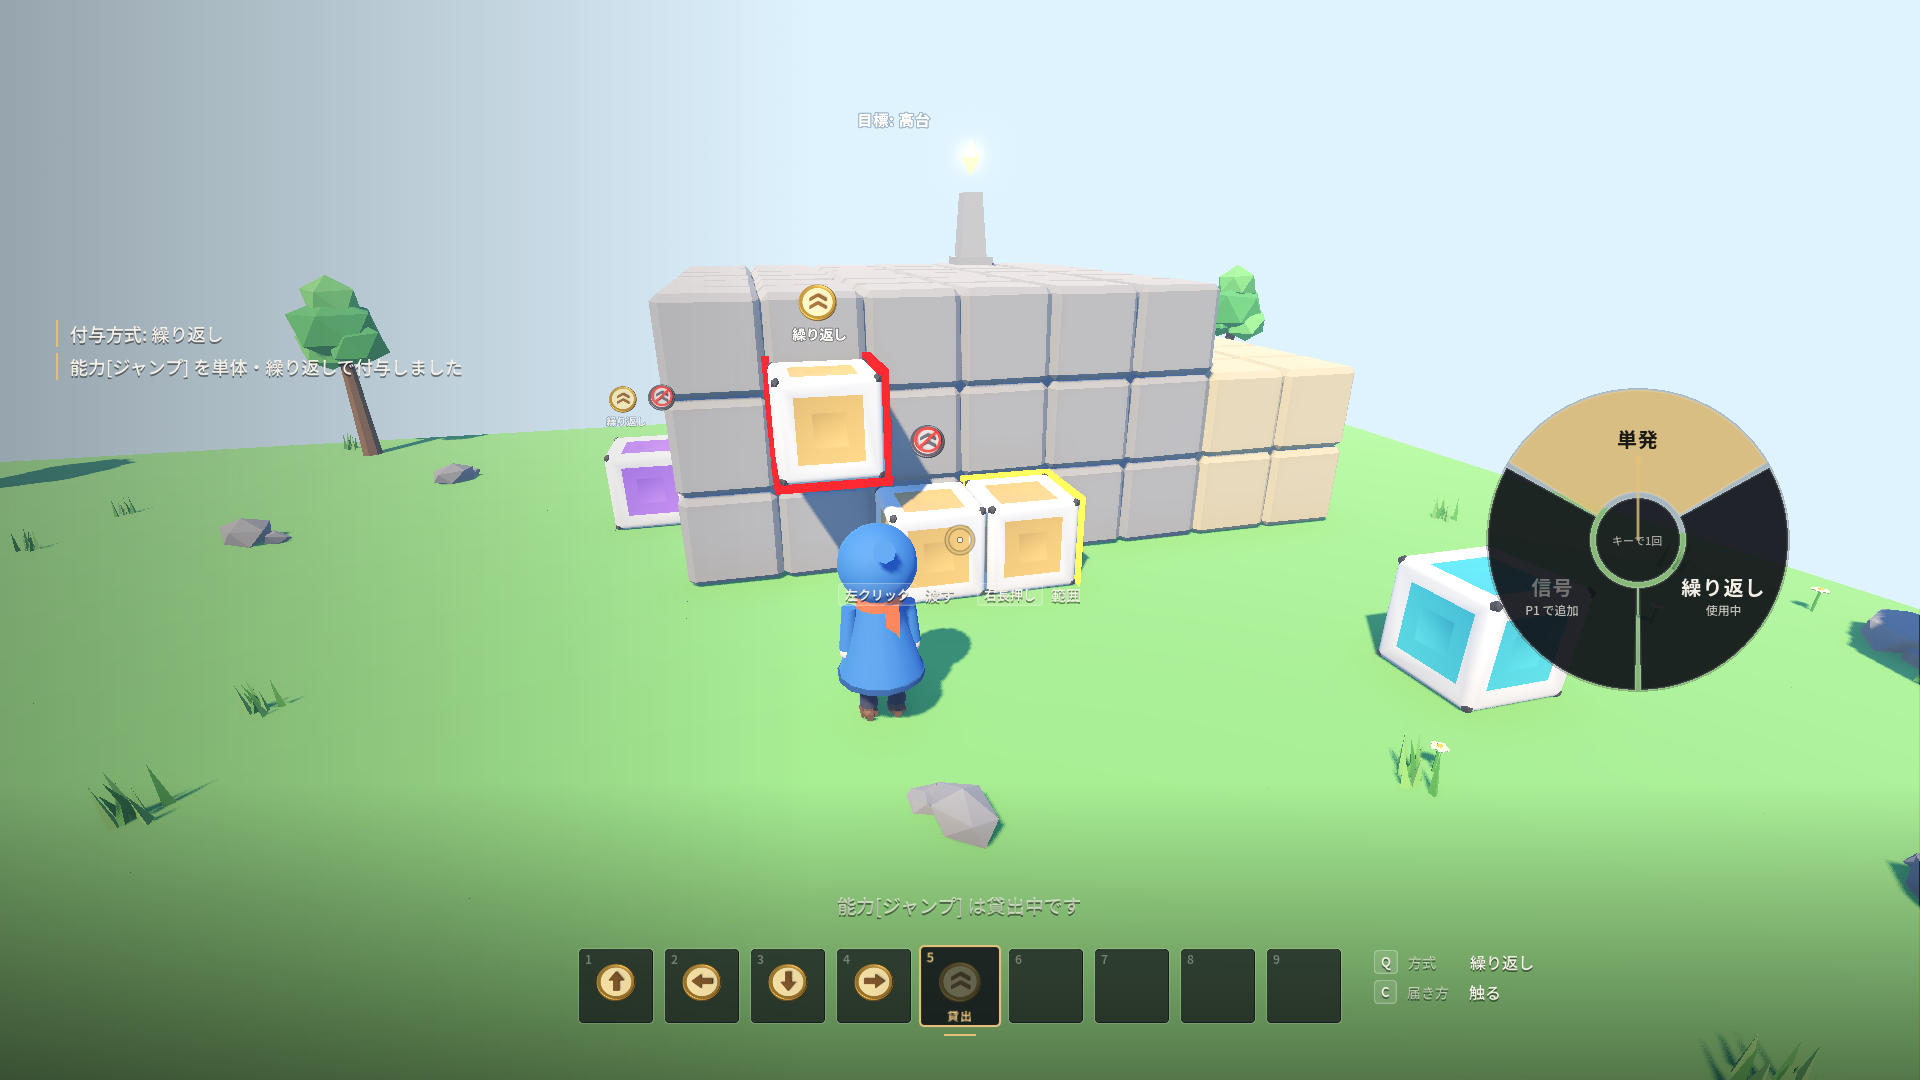 目標: 高台
繰り返し
付与方式: 繰り返し
能力[ジャンプ] を単体・繰り返しで付与しました
繰り返し
単発
キーで1回
信号
P1 で追加
繰り返し
使用中
左クリック 渡す 右長押し 範囲
能力[ジャンプ] は貸出中です
1 2 3 4 5 6 7 8 9
貸出
Q 方式 繰り返し
C 届き方 触る